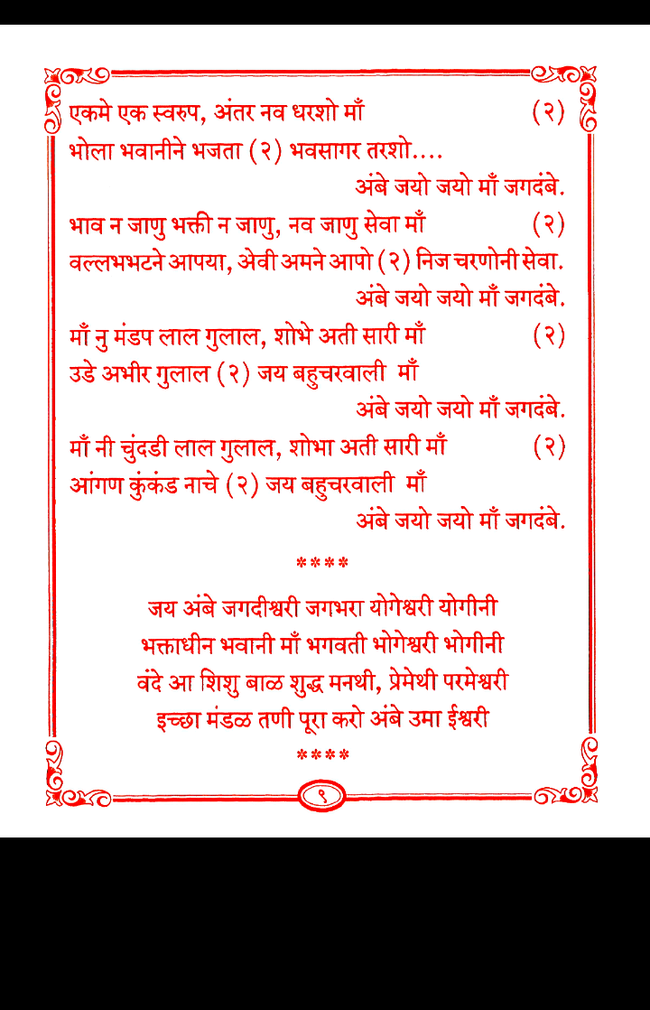 एकमे एक स्वरुप, अंतर नव धरशो माँ (२)
भोला भवानीने भजता (२) भवसागर तरशो....
अंबे जयो जयो माँ जगदंबे.
भाव न जाणु भक्ती न जाणु, नव जाणु सेवा माँ (२)
वल्लभभटने आपया, अेवी अमने आपो (२) निज चरणोनी सेवा.
अंबे जयो जयो माँ जगदंबे.
माँ नु मंडप लाल गुलाल, शोभे अती सारी माँ (२)
उडे अभीर गुलाल (२) जय बहुचरवाली माँ
अंबे जयो जयो माँ जगदंबे.
माँ नी चुंदडी लाल गुलाल, शोभा अती सारी माँ (२)
आंगण कुंकंड नाचे (२) जय बहुचरवाली माँ
अंबे जयो जयो माँ जगदंबे.
****
जय अंबे जगदीश्वरी जगभरा योगेश्वरी योगीनी
भक्ताधीन भवानी माँ भगवती भोगेश्वरी भोगीनी
वंदे आ शिशु बाळ शुद्ध मनथी, प्रेमेथी परमेश्वरी
इच्छा मंडळ तणी पूरा करो अंबे उमा ईश्वरी
****
९